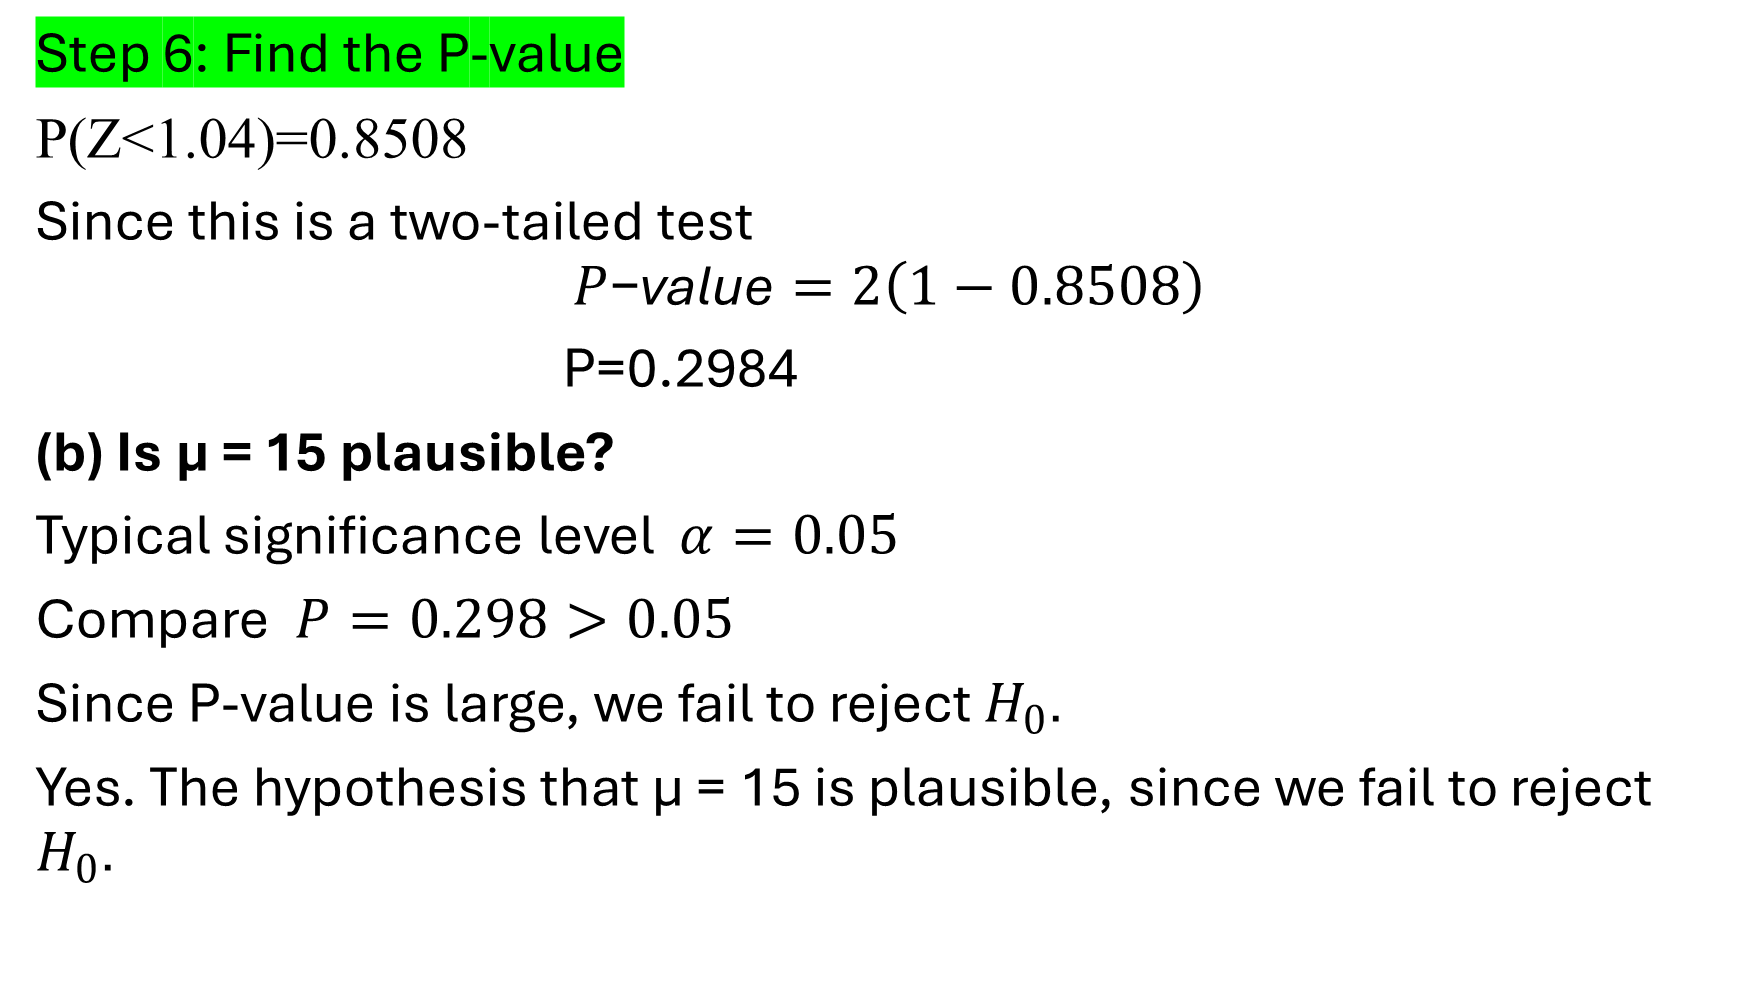 Step 6: Find the P-value
P(Z<1.04)=0.8508
Since this is a two-tailed test
P−value = 2(1 − 0.8508)
P=0.2984
(b) Is μ = 15 plausible?
Typical significance level α = 0.05
Compare P = 0.298 > 0.05
Since P-value is large, we fail to reject H₀.
Yes. The hypothesis that μ = 15 is plausible, since we fail to reject
H₀.